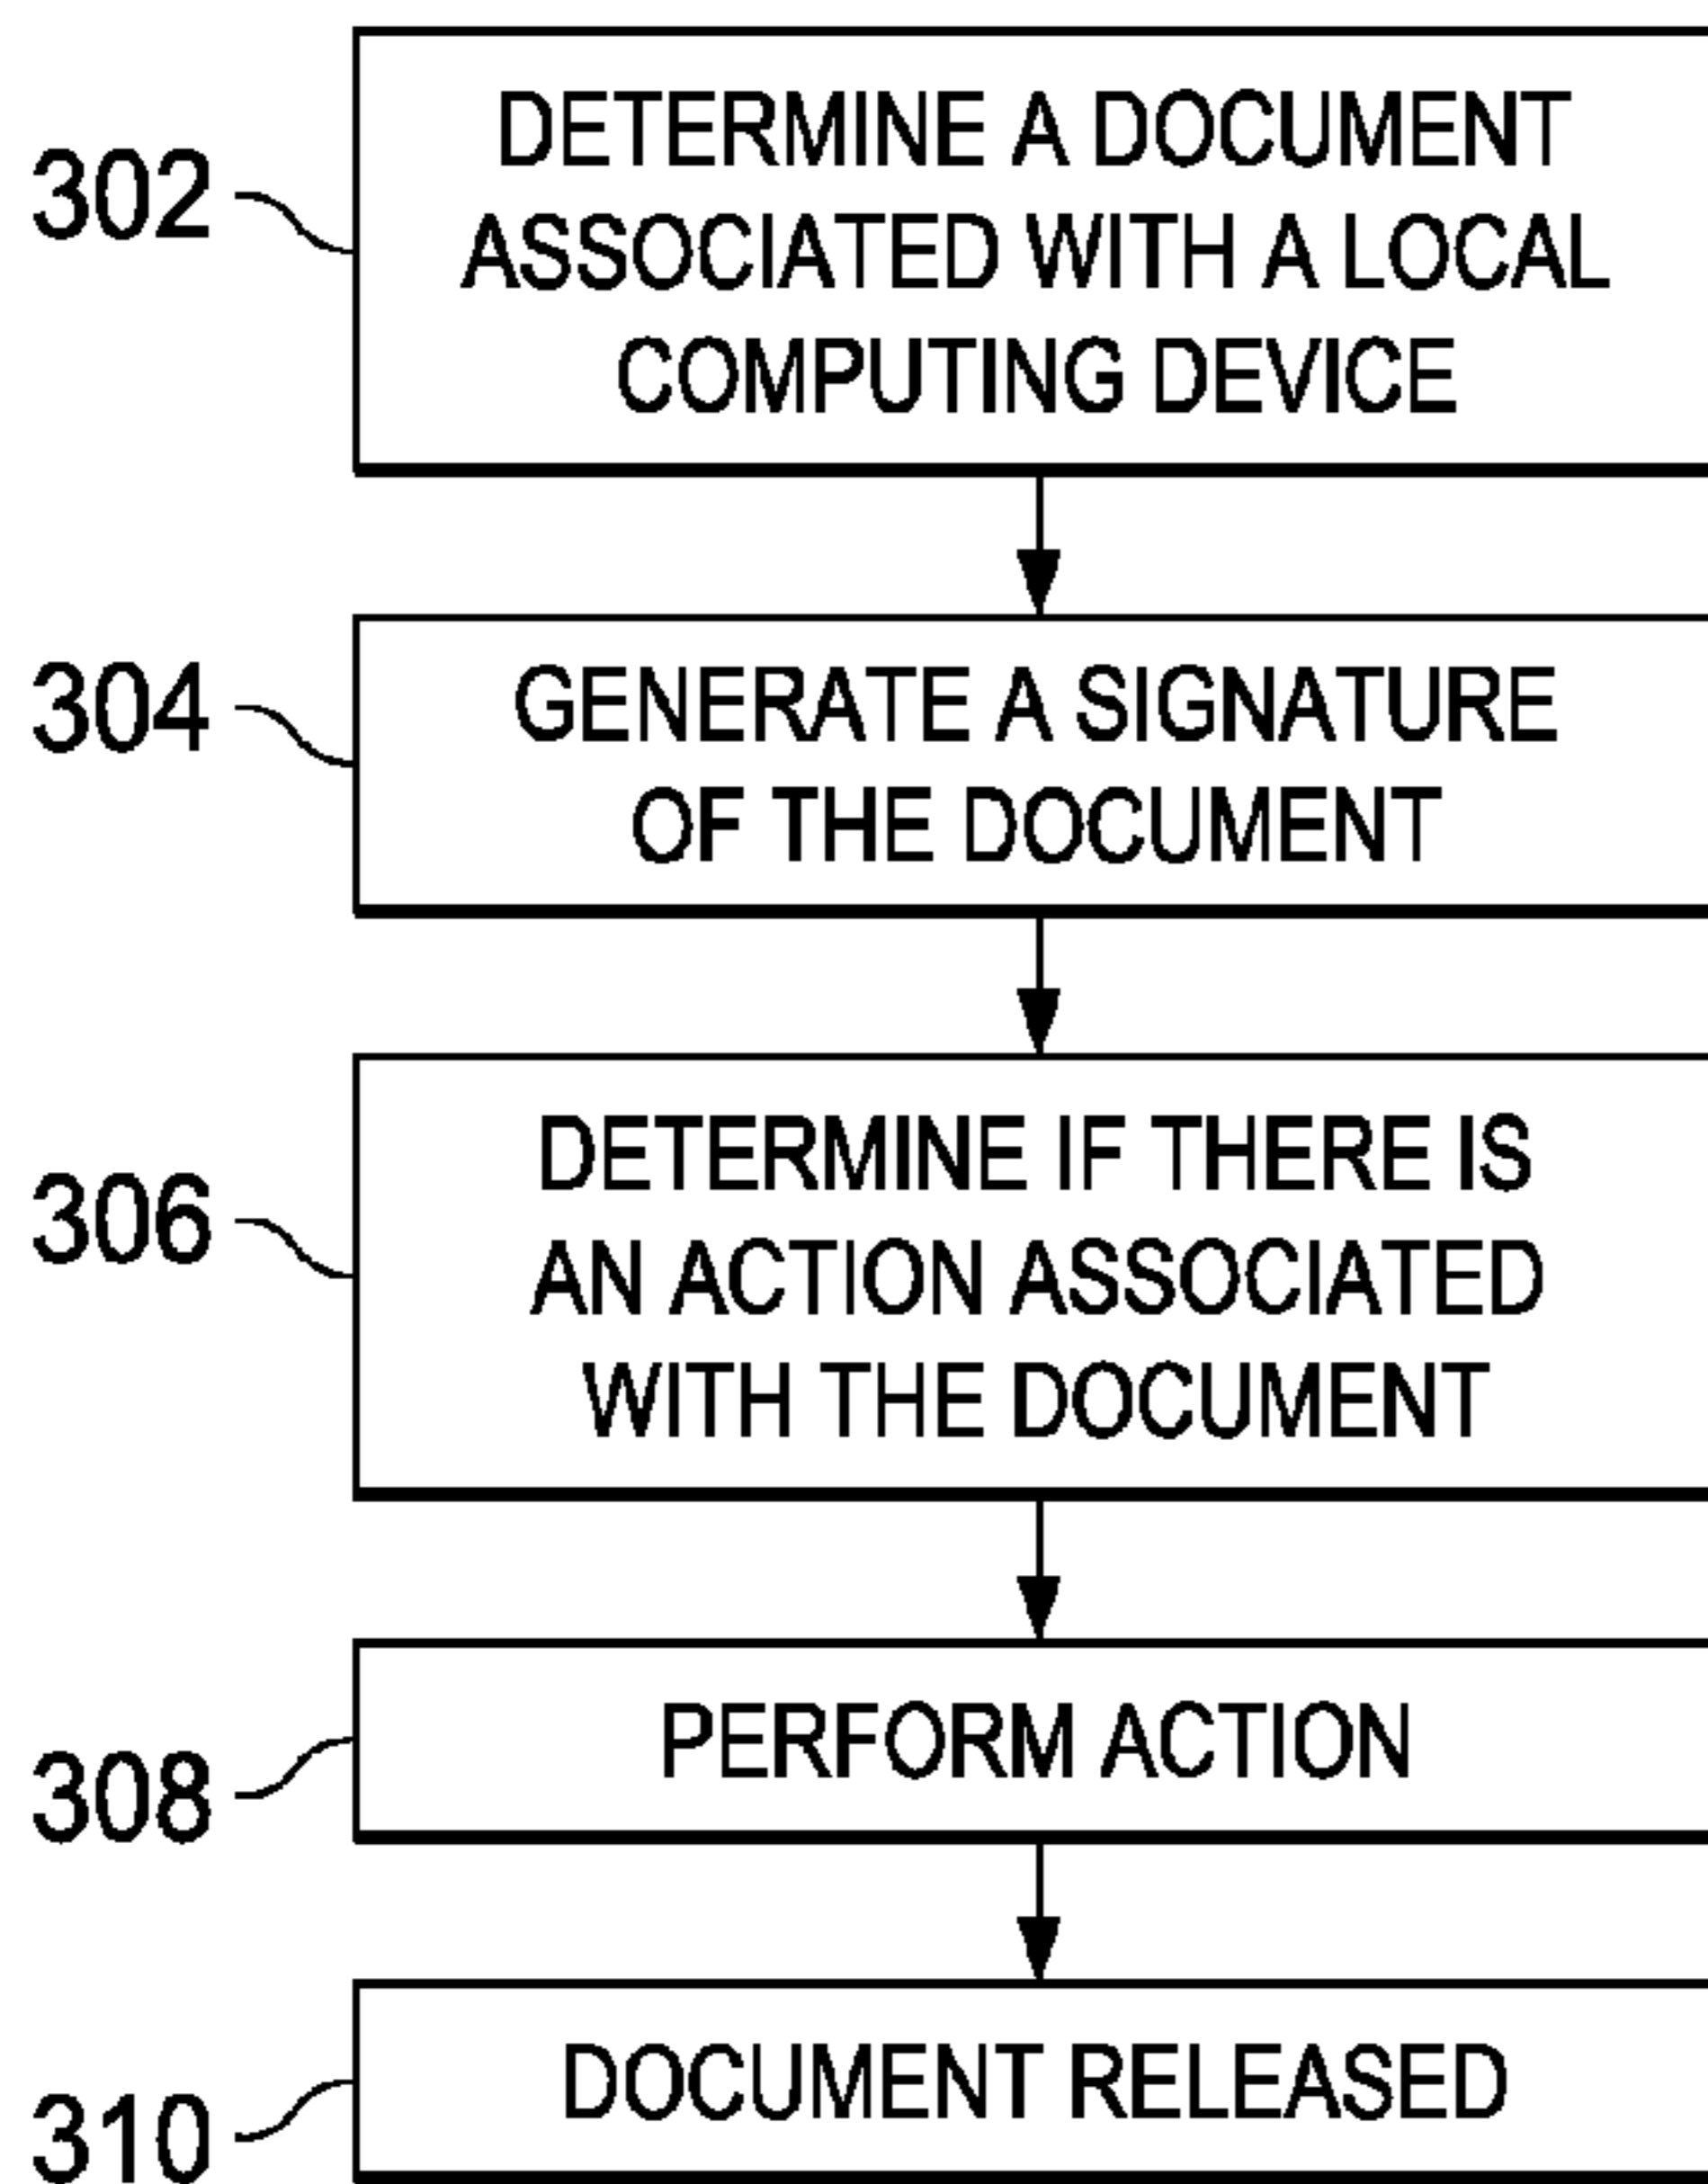 302
DETERMINE A DOCUMENT
ASSOCIATED WITH A LOCAL
COMPUTING DEVICE
304
GENERATE A SIGNATURE
OF THE DOCUMENT
306
DETERMINE IF THERE IS
AN ACTION ASSOCIATED
WITH THE DOCUMENT
308
PERFORM ACTION
310
DOCUMENT RELEASED